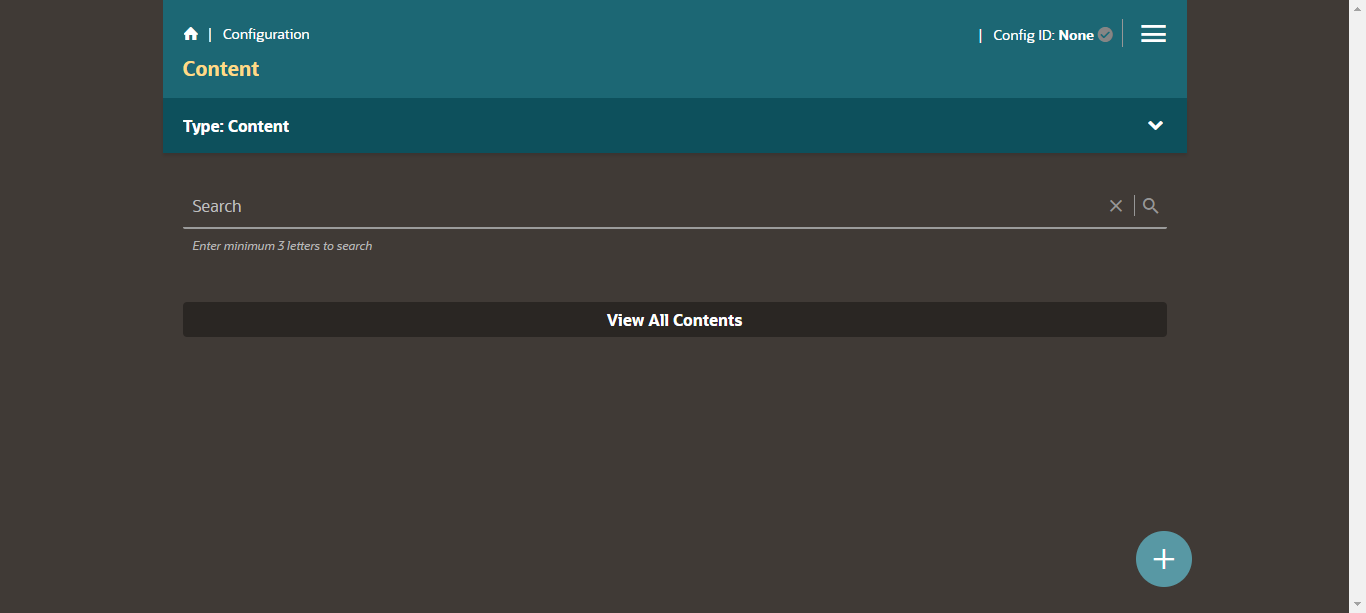 | Configuration
| Config ID: None
Content
Type: Content
Search
Enter minimum 3 letters to search
View All Contents